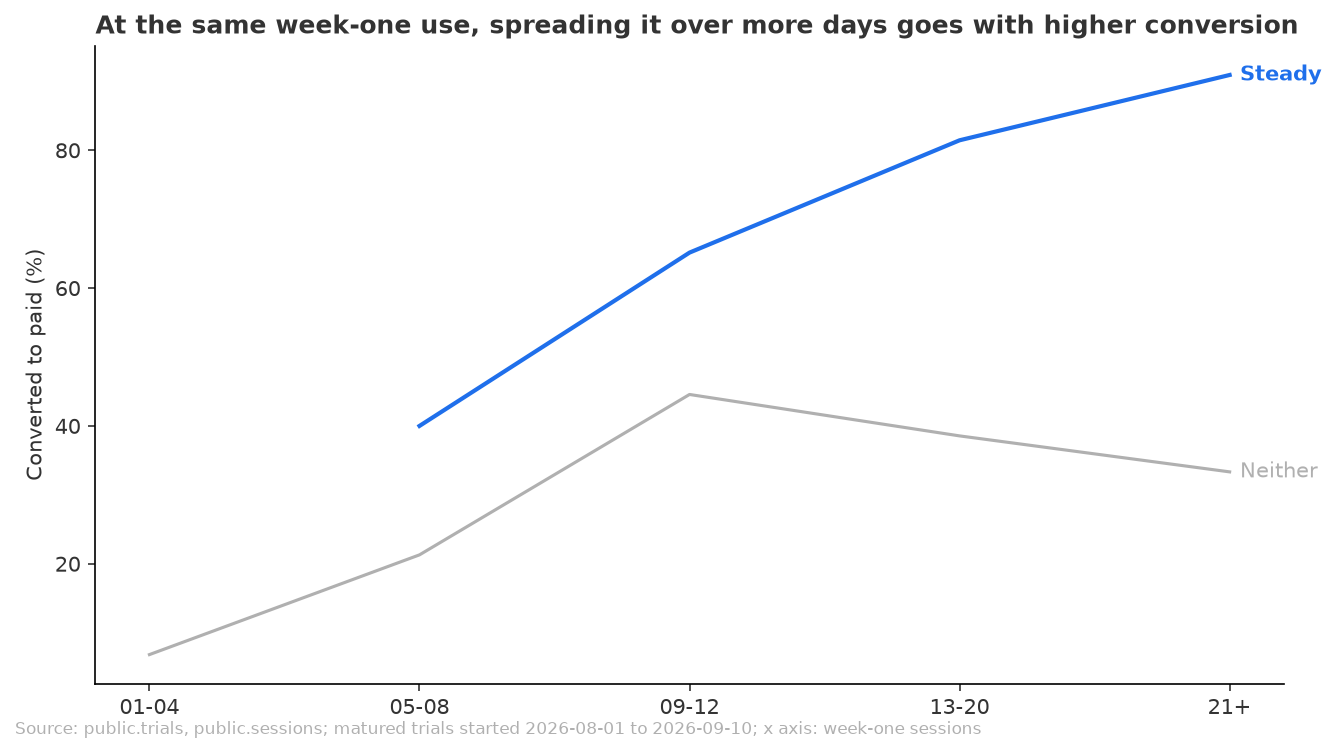 At the same week-one use, spreading it over more days goes with higher conversion
Steady
80
60
40
20
Converted to paid (%)
Neither
01-04
05-08
09-12
13-20
21+
Source: public.trials, public.sessions; matured trials started 2026-08-01 to 2026-09-10; x axis: week-one sessions